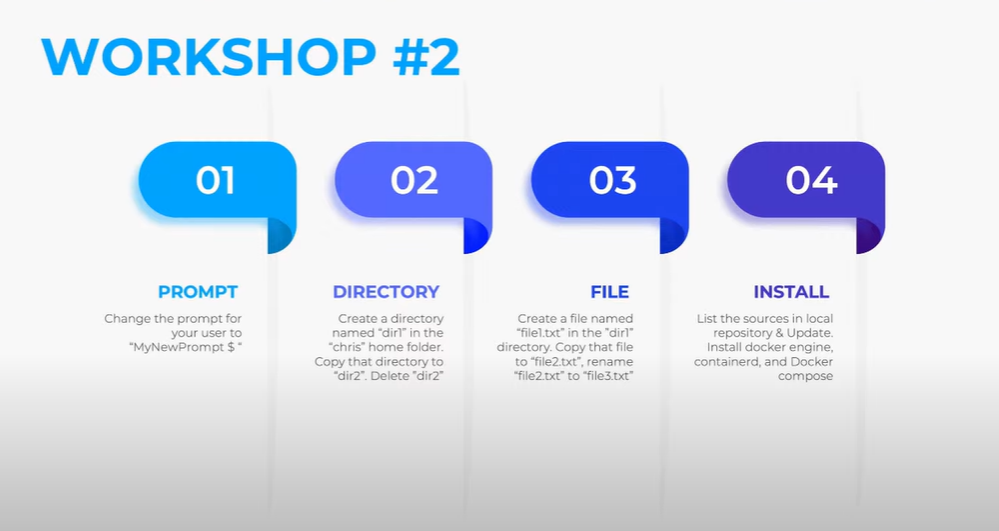 WORKSHOP #2
01
PROMPT
Change the prompt for
your user to
“MyNewPrompt $ “
02
DIRECTORY
Create a directory
named “dir1” in the
“chris” home folder.
Copy that directory to
“dir2”. Delete ”dir2”
03
FILE
Create a file named
“file1.txt” in the ”dir1”
directory. Copy that file
to “file2.txt”, rename
“file2.txt” to “file3.txt”
04
INSTALL
List the sources in local
repository & Update.
Install docker engine,
containerd, and Docker
compose